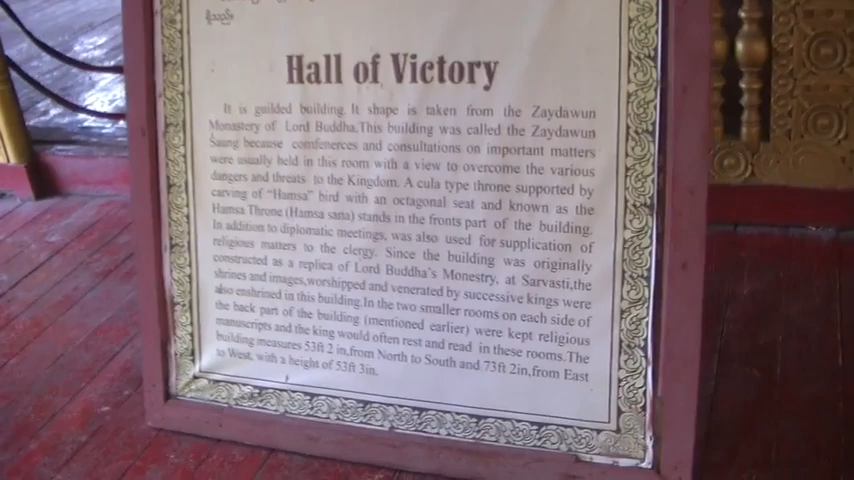 ရှိသည်။
Hall of Victory
It is guilded building. It shape is taken from the Zaydawun
Monastery of Lord Buddha.This building was called by Zaydawun
Saung because comferences and consultations on important matters
were usually held in this room with a view to overcome the various
dangers and threats to the Kingdom. A cula type throne supported by
carving of "Hamsa" bird with an octagonal seat and known as the
Hamsa Throne (Hamsa sana) stands in the fronts part of the building.
In addition to diplomatic meetings, was also used for supplication of
religious matters to the clergy. Since the building was originally
constructed as a replica of Lord Buddha's Monestry, at Sarvasti,the
shrines and images,worshipped and venerated by successive kings were
also enshrined in this building.In the two smaller rooms on each side of
the back part of the building (mentioned earlier) were kept religious
manuscripts and the king would often rest and read in these rooms.The
building measures 53ft 2 in,from North to South and 73ft 2in,from East
to West, with a height of 53ft 3in.